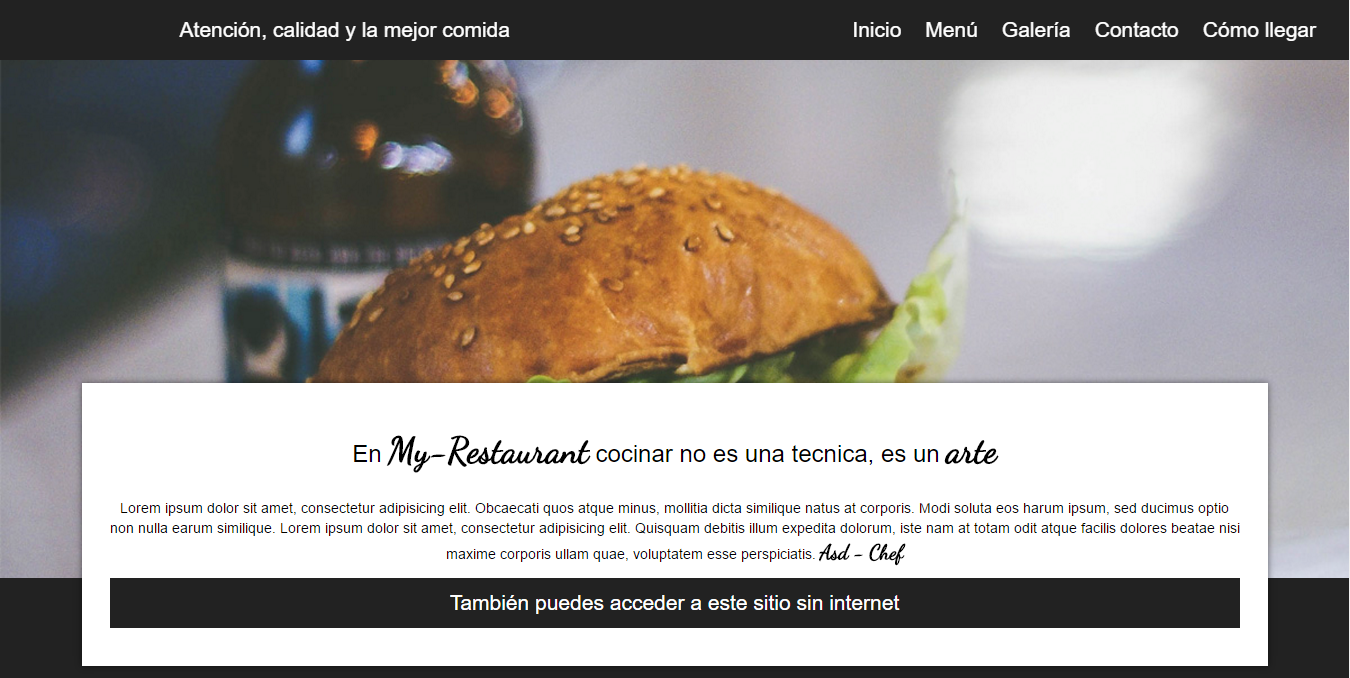 Atención, calidad y la mejor comida Inicio Menú Galería Contacto Cómo llegar
En My-Restaurant cocinar no es una tecnica, es un arte
Lorem ipsum dolor sit amet, consectetur adipisicing elit. Obcaecati quos atque minus, mollitia dicta similique natus at corporis. Modi soluta eos harum ipsum, sed ducimus optio
non nulla earum similique. Lorem ipsum dolor sit amet, consectetur adipisicing elit. Quisquam debitis illum expedita dolorum, iste nam at totam odit atque facilis dolores beatae nisi
maxime corporis ullam quae, voluptatem esse perspiciatis. Asd - Chef
También puedes acceder a este sitio sin internet